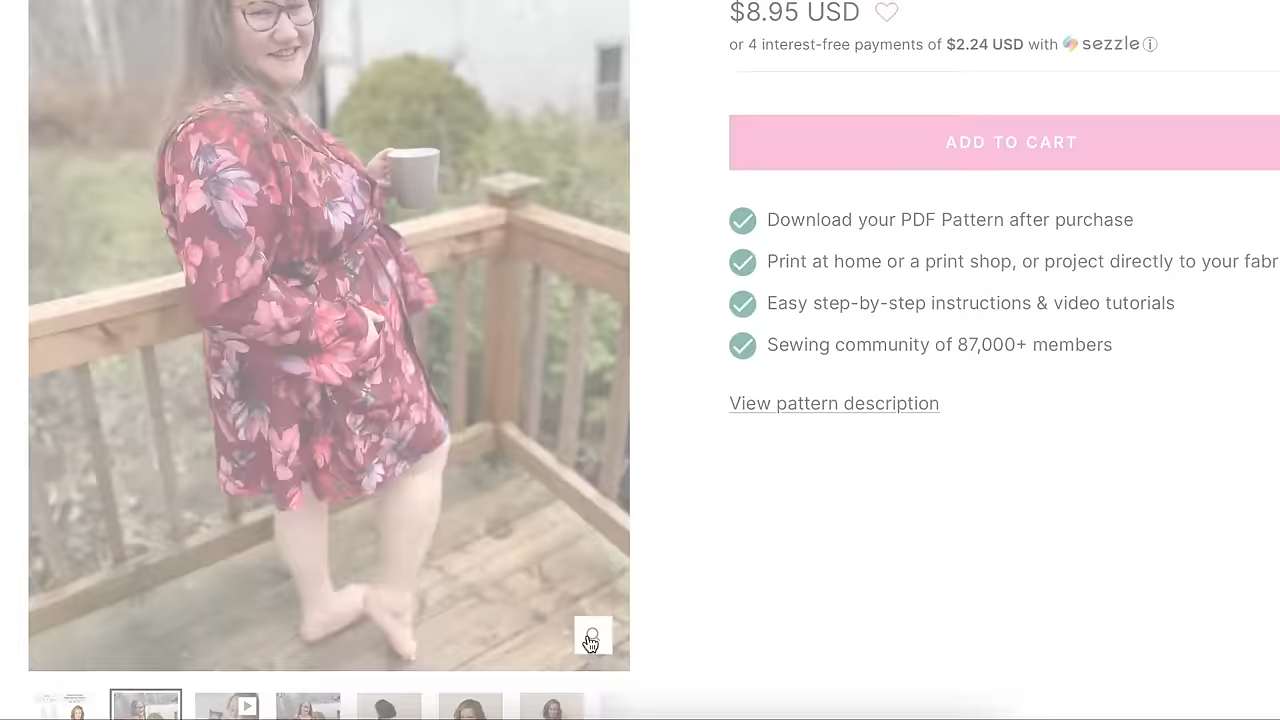 $8.95 USD
or 4 interest-free payments of $2.24 USD with sezzle
ADD TO CART
Download your PDF Pattern after purchase
Print at home or a print shop, or project directly to your fabr
Easy step-by-step instructions & video tutorials
Sewing community of 87,000+ members
View pattern description